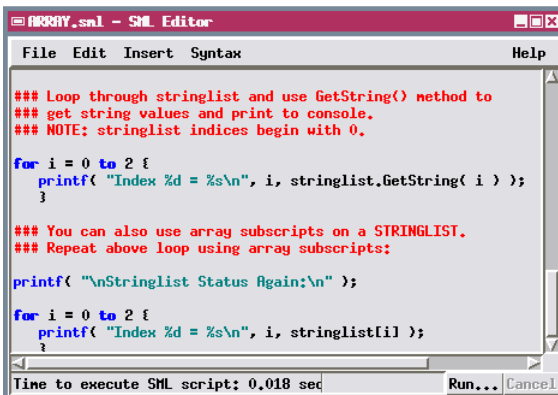 ARRAY.sml - SML Editor
File Edit Insert Syntax Help
### Loop through stringlist and use GetString() method to
### get string values and print to console.
### NOTE: stringlist indices begin with 0.
for i = 0 to 2 {
printf( "Index %d = %s\n", i, stringlist.GetString( i ) );
}
### You can also use array subscripts on a STRINGLIST.
### Repeat above loop using array subscripts:
printf( "\nStringlist Status Again:\n" );
for i = 0 to 2 {
printf( "Index %d = %s\n", i, stringlist[i] );
}
Time to execute SML script: 0.018 sec Run... Cancel